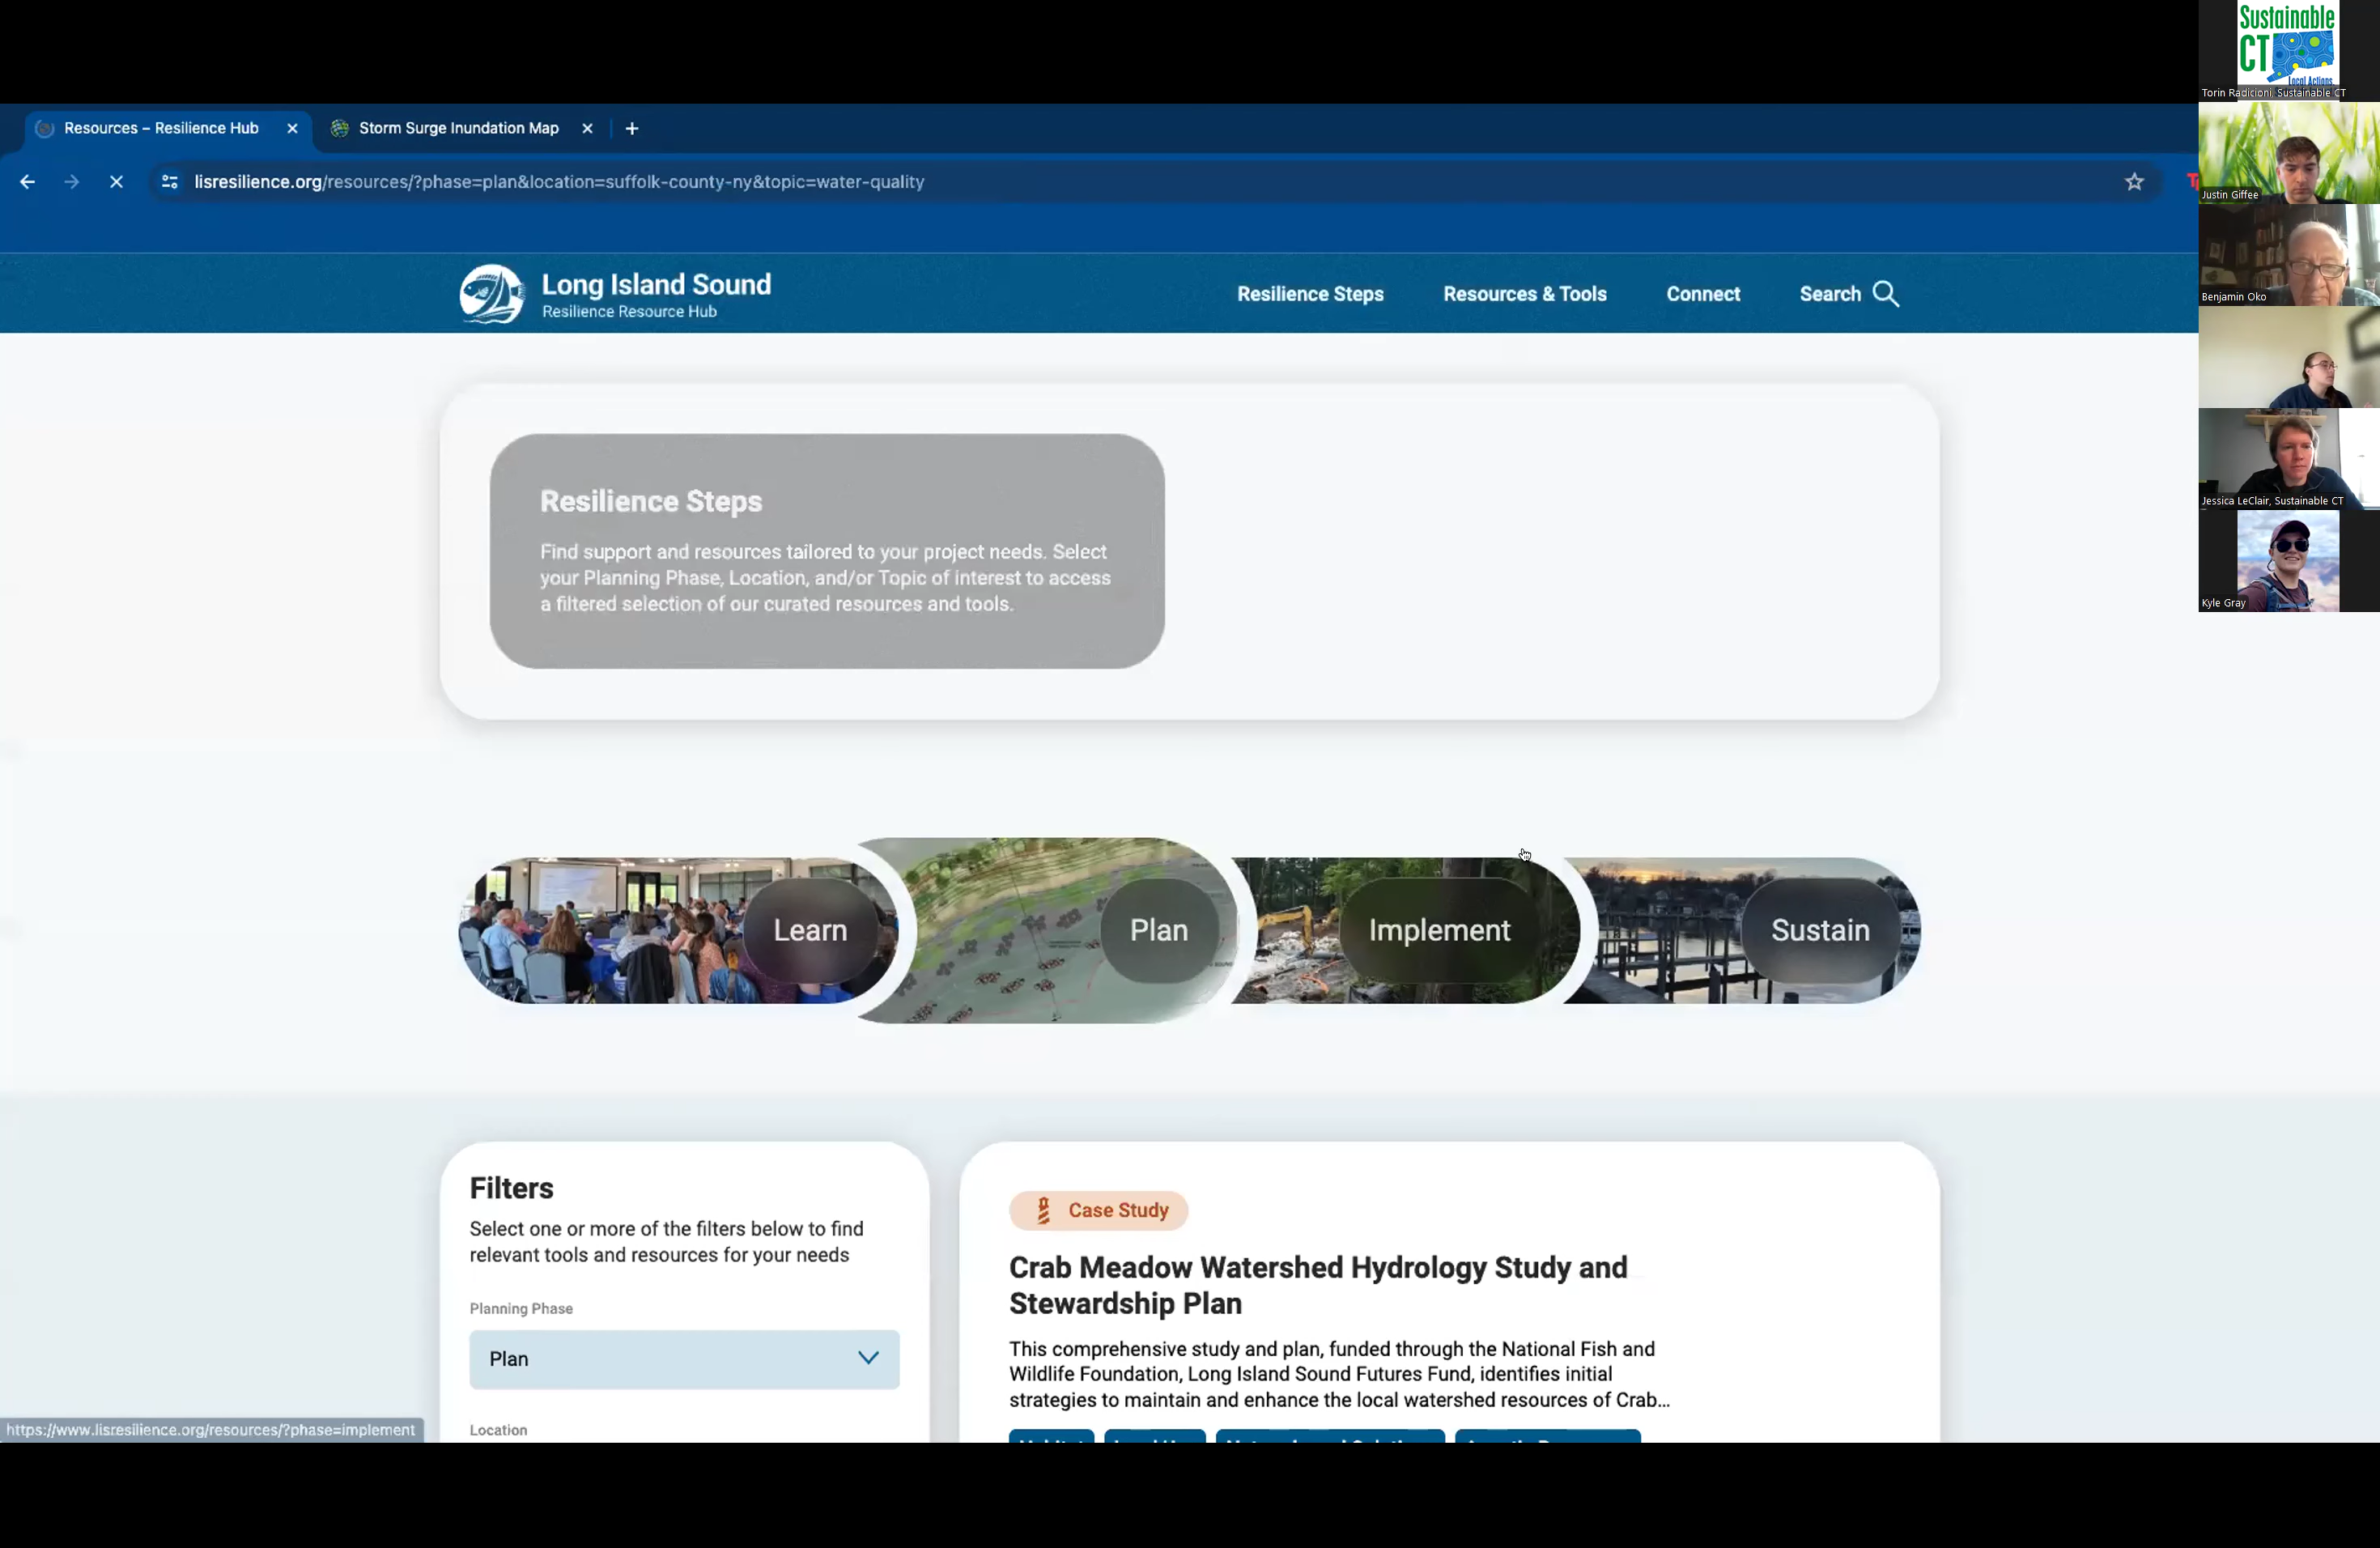 Resources – Resilience Hub
Storm Surge Inundation Map
lisresilience.org/resources/?phase=plan&location=suffolk-county-ny&topic=water-quality
Long Island Sound
Resilience Resource Hub
Resilience Steps
Resources & Tools
Connect
Search
Resilience Steps
Find support and resources tailored to your project needs. Select
your Planning Phase, Location, and/or Topic of interest to access
a filtered selection of our curated resources and tools.
Learn
Plan
Implement
Sustain
Filters
Select one or more of the filters below to find
relevant tools and resources for your needs
Planning Phase
Plan
Location
Case Study
Crab Meadow Watershed Hydrology Study and
Stewardship Plan
This comprehensive study and plan, funded through the National Fish and
Wildlife Foundation, Long Island Sound Futures Fund, identifies initial
strategies to maintain and enhance the local watershed resources of Crab...
https://www.lisresilience.org/resources/?phase=implement
Sustainable
CT
Local Actions
Torin Radicioni, Sustainable CT
Justin Giffee
Benjamin Oko
Jessica LeClair, Sustainable CT
Kyle Gray